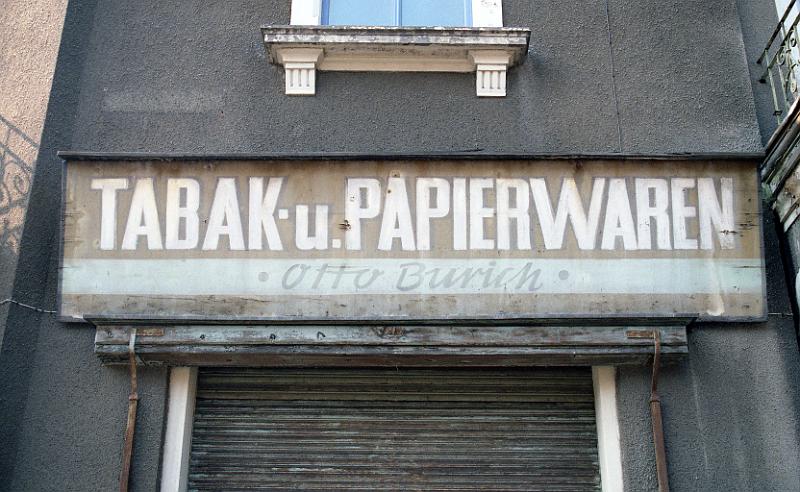 TABAK-u.PAPIERWAREN
• Otto Burich •